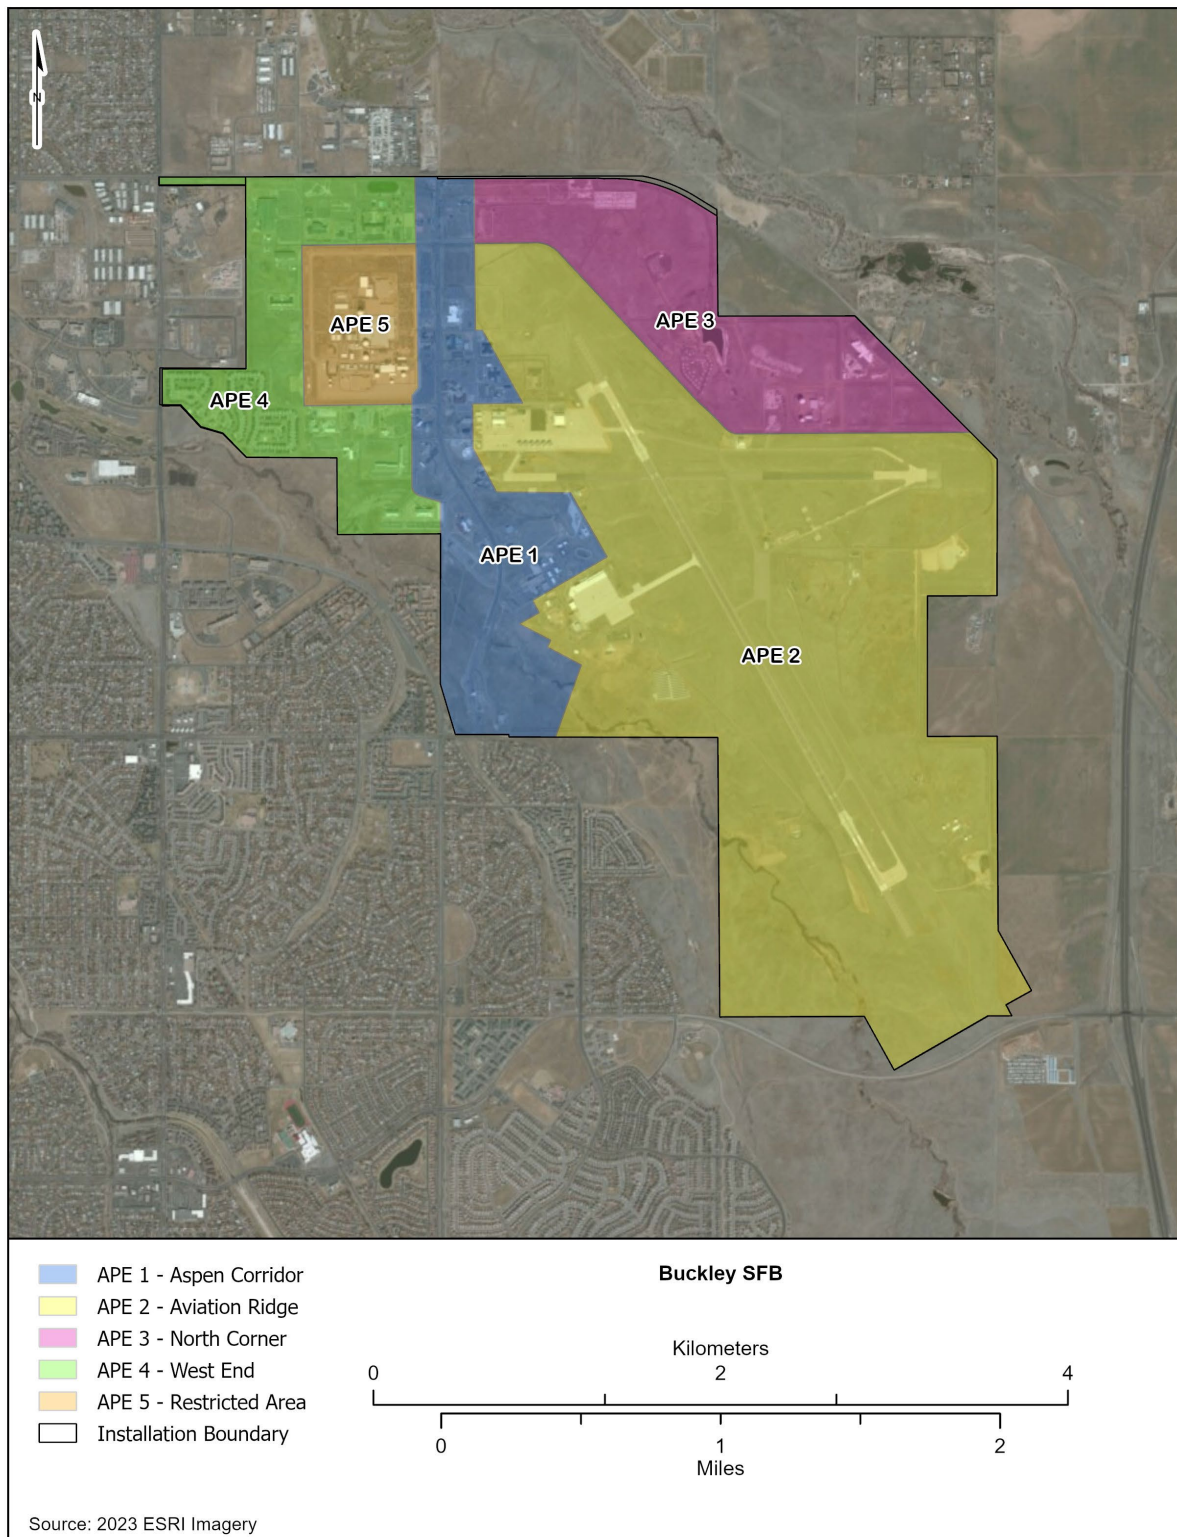 N
APE 5
APE 3
APE 4
APE 1
APE 2
APE 1 - Aspen Corridor
APE 2 - Aviation Ridge
APE 3 - North Corner
APE 4 - West End
APE 5 - Restricted Area
Installation Boundary
Buckley SFB
Kilometers
0 2 4
0 1 2
Miles
Source: 2023 ESRI Imagery